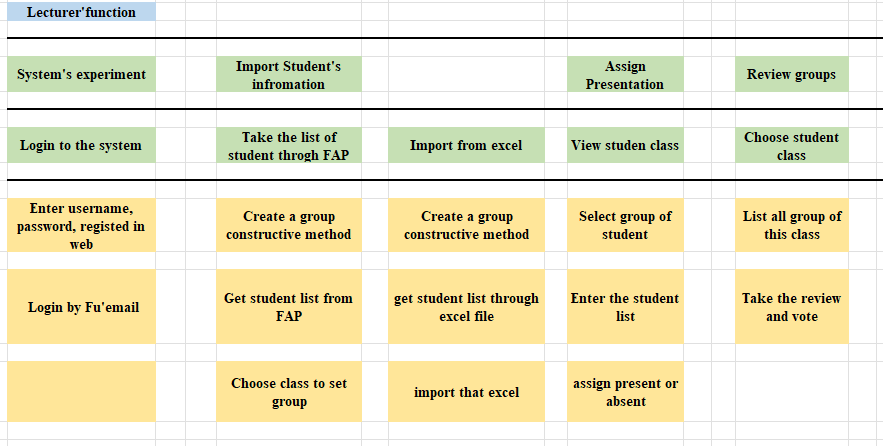 Lecturer'function
System's experiment
Import Student's
infromation
Assign
Presentation
Review groups
Login to the system
Take the list of
student throgh FAP
Import from excel
View studen class
Choose student
class
Enter username,
password, registed in
web
Create a group
constructive method
Create a group
constructive method
Select group of
student
List all group of
this class
Login by Fu'email
Get student list from
FAP
get student list through
excel file
Enter the student
list
Take the review
and vote
Choose class to set
group
import that excel
assign present or
absent